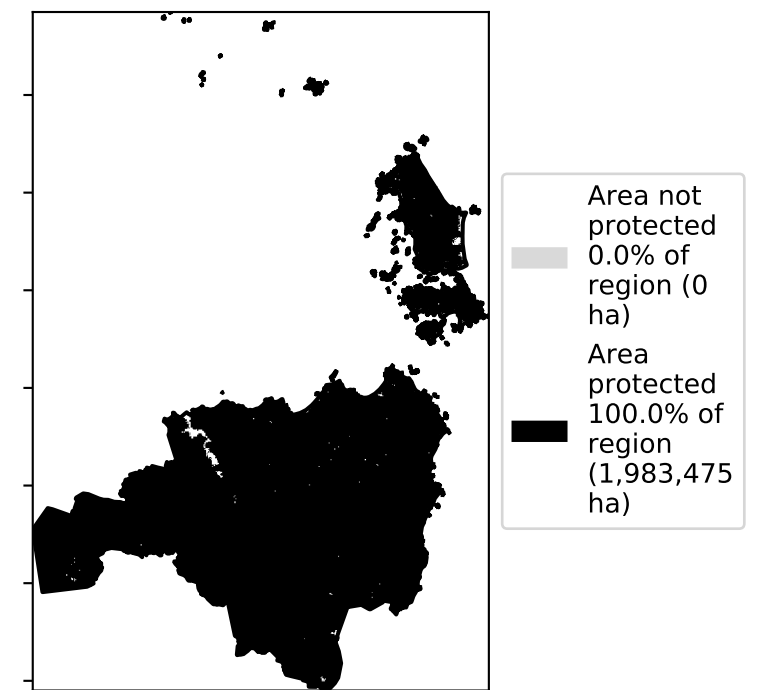 Area not
protected
0.0% of
region (0
ha)
Area
protected
100.0% of
region
(1,983,475
ha)